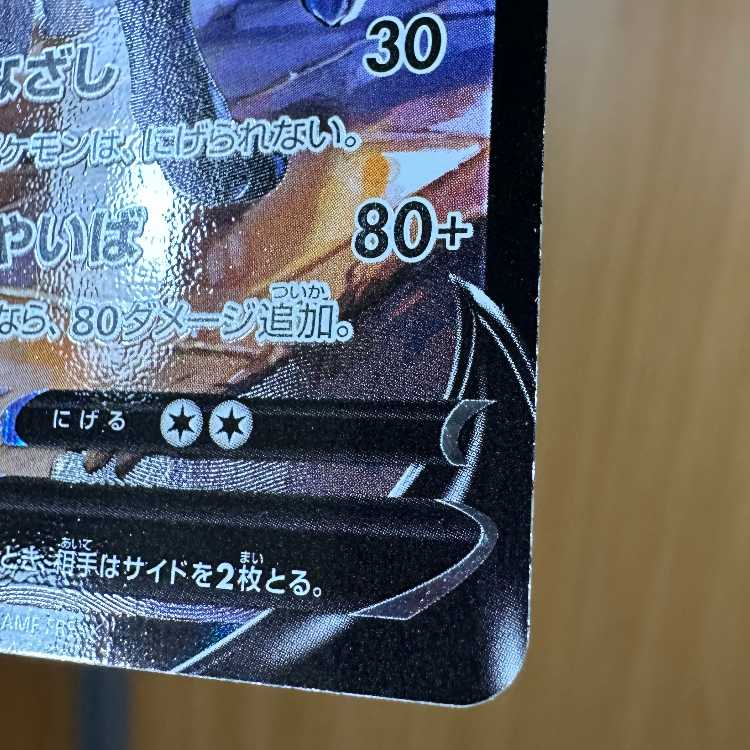 なざし 30
ケモンは、にげられない。
やいば 80+
ついか
なら、80ダメージ追加。
にげる
あいて まい
とき、相手はサイドを2枚とる。
GAME FREAK